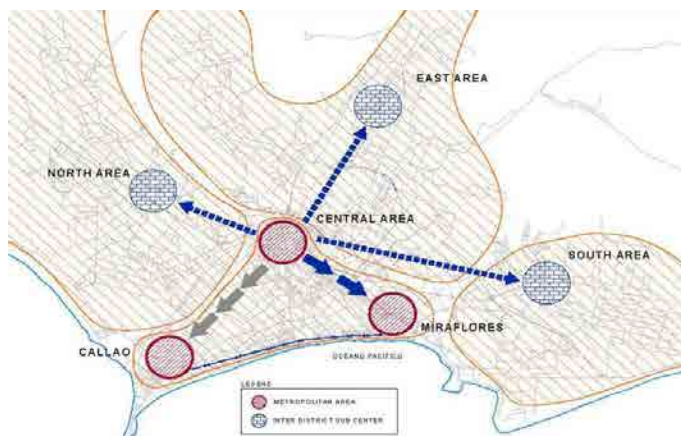 EAST AREA
NORTH AREA
CENTRAL AREA
SOUTH AREA
MIRAFLORES
CALLAO
OCEANO PACIFICO
LEGEND
METROPOLITAN AREA
INTER DISTRICT SUB CENTER